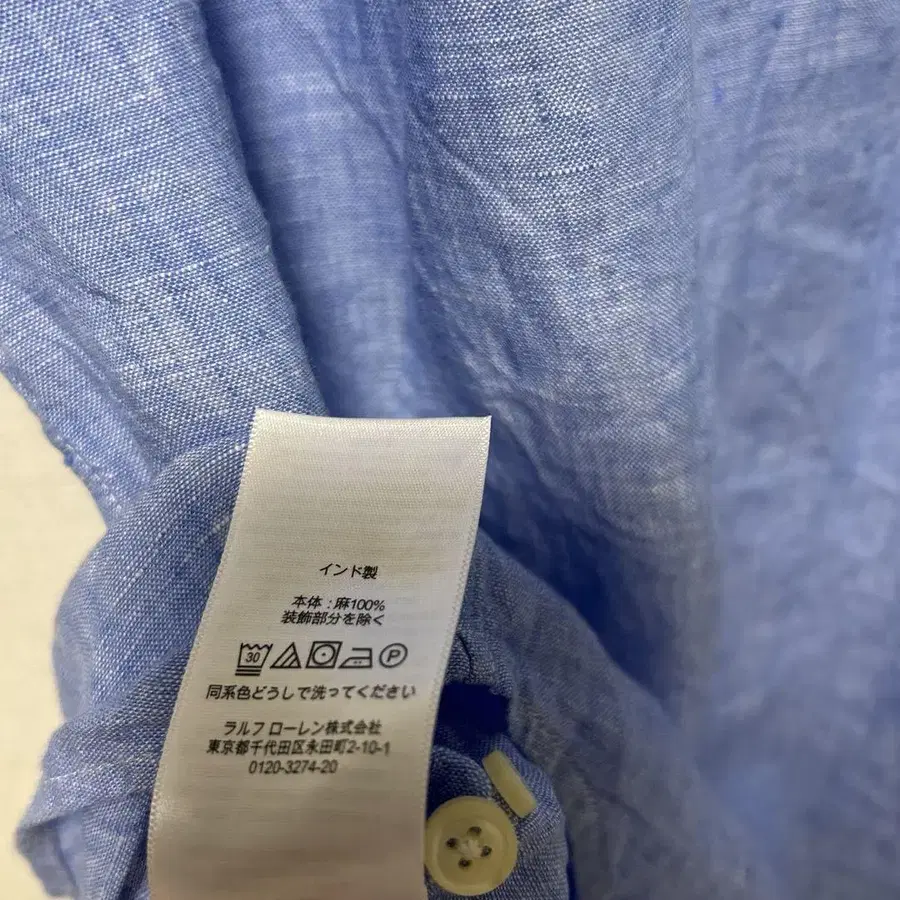 インド製
本体 : 麻100%
装飾部分を除く
30 P
同系色どうしで洗ってください
ラルフ ローレン株式会社
東京都千代田区永田町2-10-1
0120-3274-20